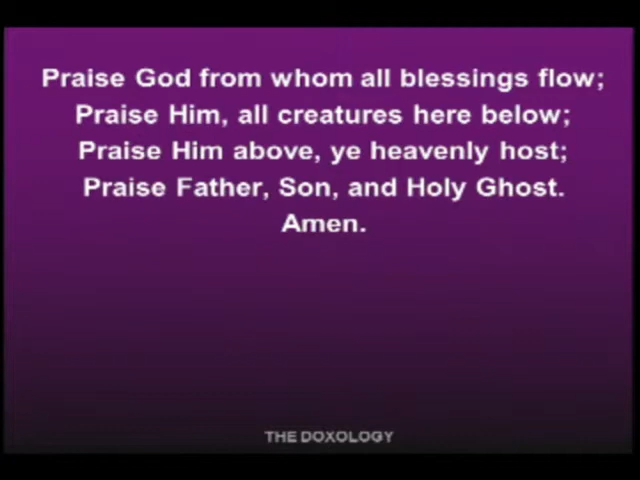 Praise God from whom all blessings flow;
Praise Him, all creatures here below;
Praise Him above, ye heavenly host;
Praise Father, Son, and Holy Ghost.
Amen.
THE DOXOLOGY